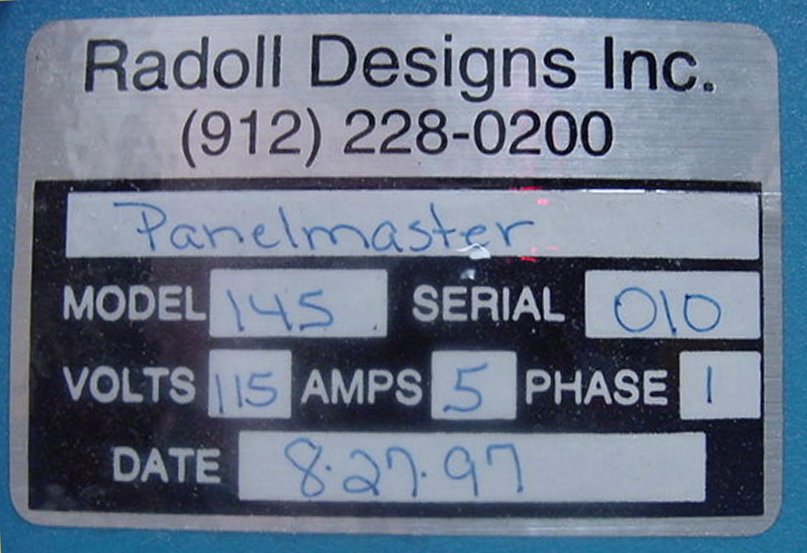 Radoll Designs Inc.
(912) 228-0200
Panelmaster
MODEL 145 SERIAL 010
VOLTS 115 AMPS 5 PHASE 1
DATE 8·27·97